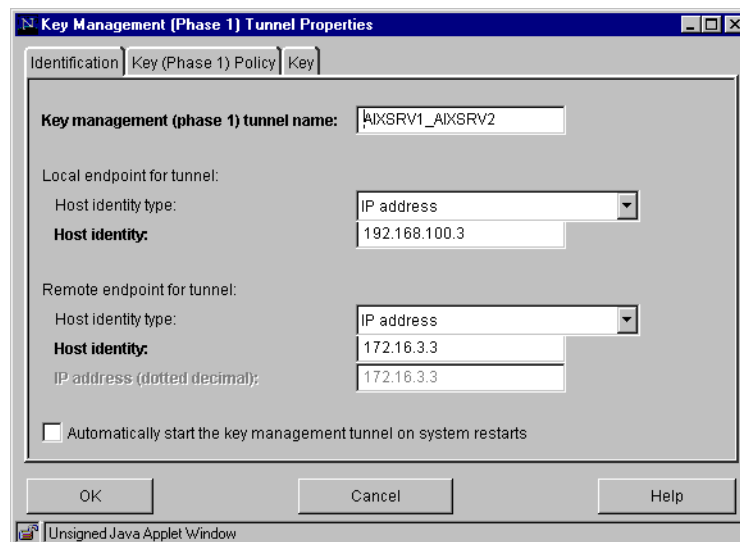 Key Management (Phase 1) Tunnel Properties
Identification Key (Phase 1) Policy Key
Key management (phase 1) tunnel name: AIXSRV1_AIXSRV2
Local endpoint for tunnel:
Host identity type: IP address
Host identity: 192.168.100.3
Remote endpoint for tunnel:
Host identity type: IP address
Host identity: 172.16.3.3
IP address (dotted decimal): 172.16.3.3
Automatically start the key management tunnel on system restarts
OK Cancel Help
Unsigned Java Applet Window